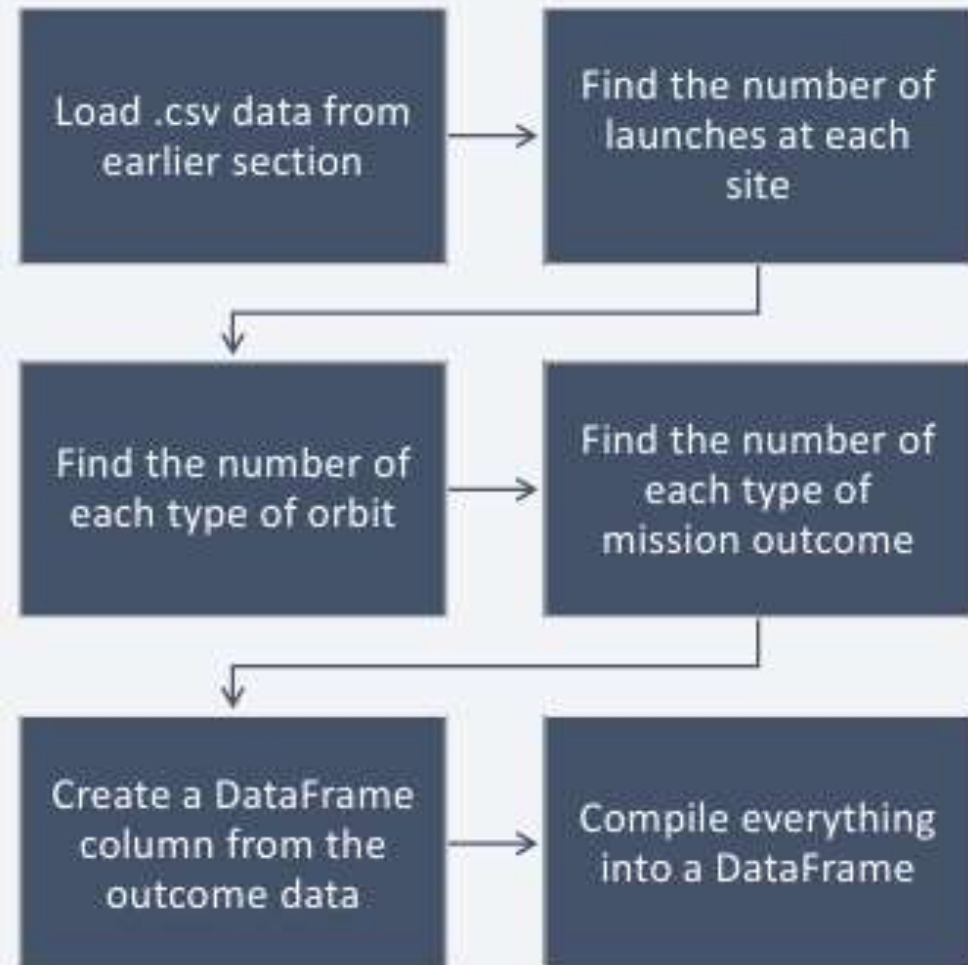 Load .csv data from
earlier section
Find the number of
launches at each
site
Find the number of
each type of orbit
Find the number of
each type of
mission outcome
Create a DataFrame
column from the
outcome data
Compile everything
into a DataFrame